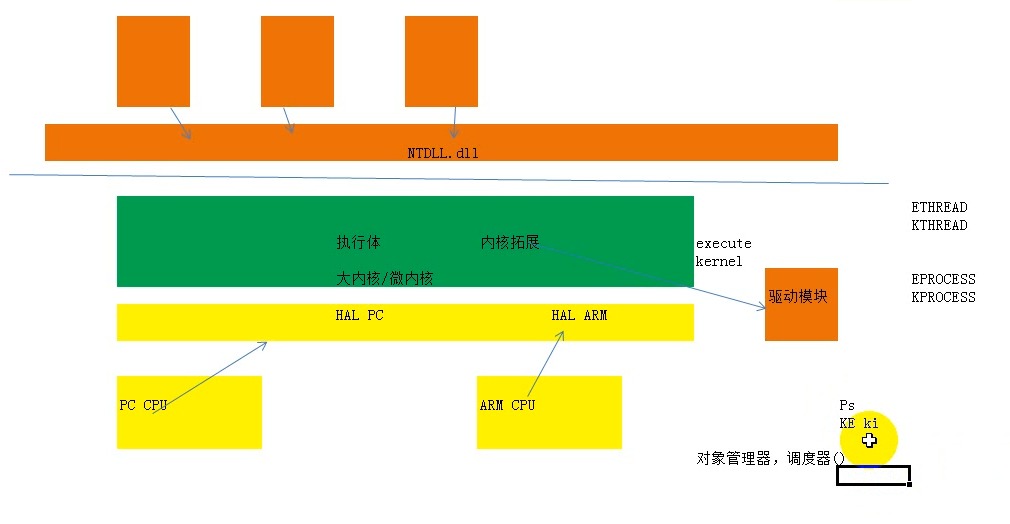 NTDLL.dll
ETHREAD
KTHREAD
执行体
内核拓展
execute
kernel
大内核/微内核
EPROCESS
KPROCESS
驱动模块
HAL PC
HAL ARM
PC CPU
ARM CPU
Ps
KE ki
对象管理器，调度器()